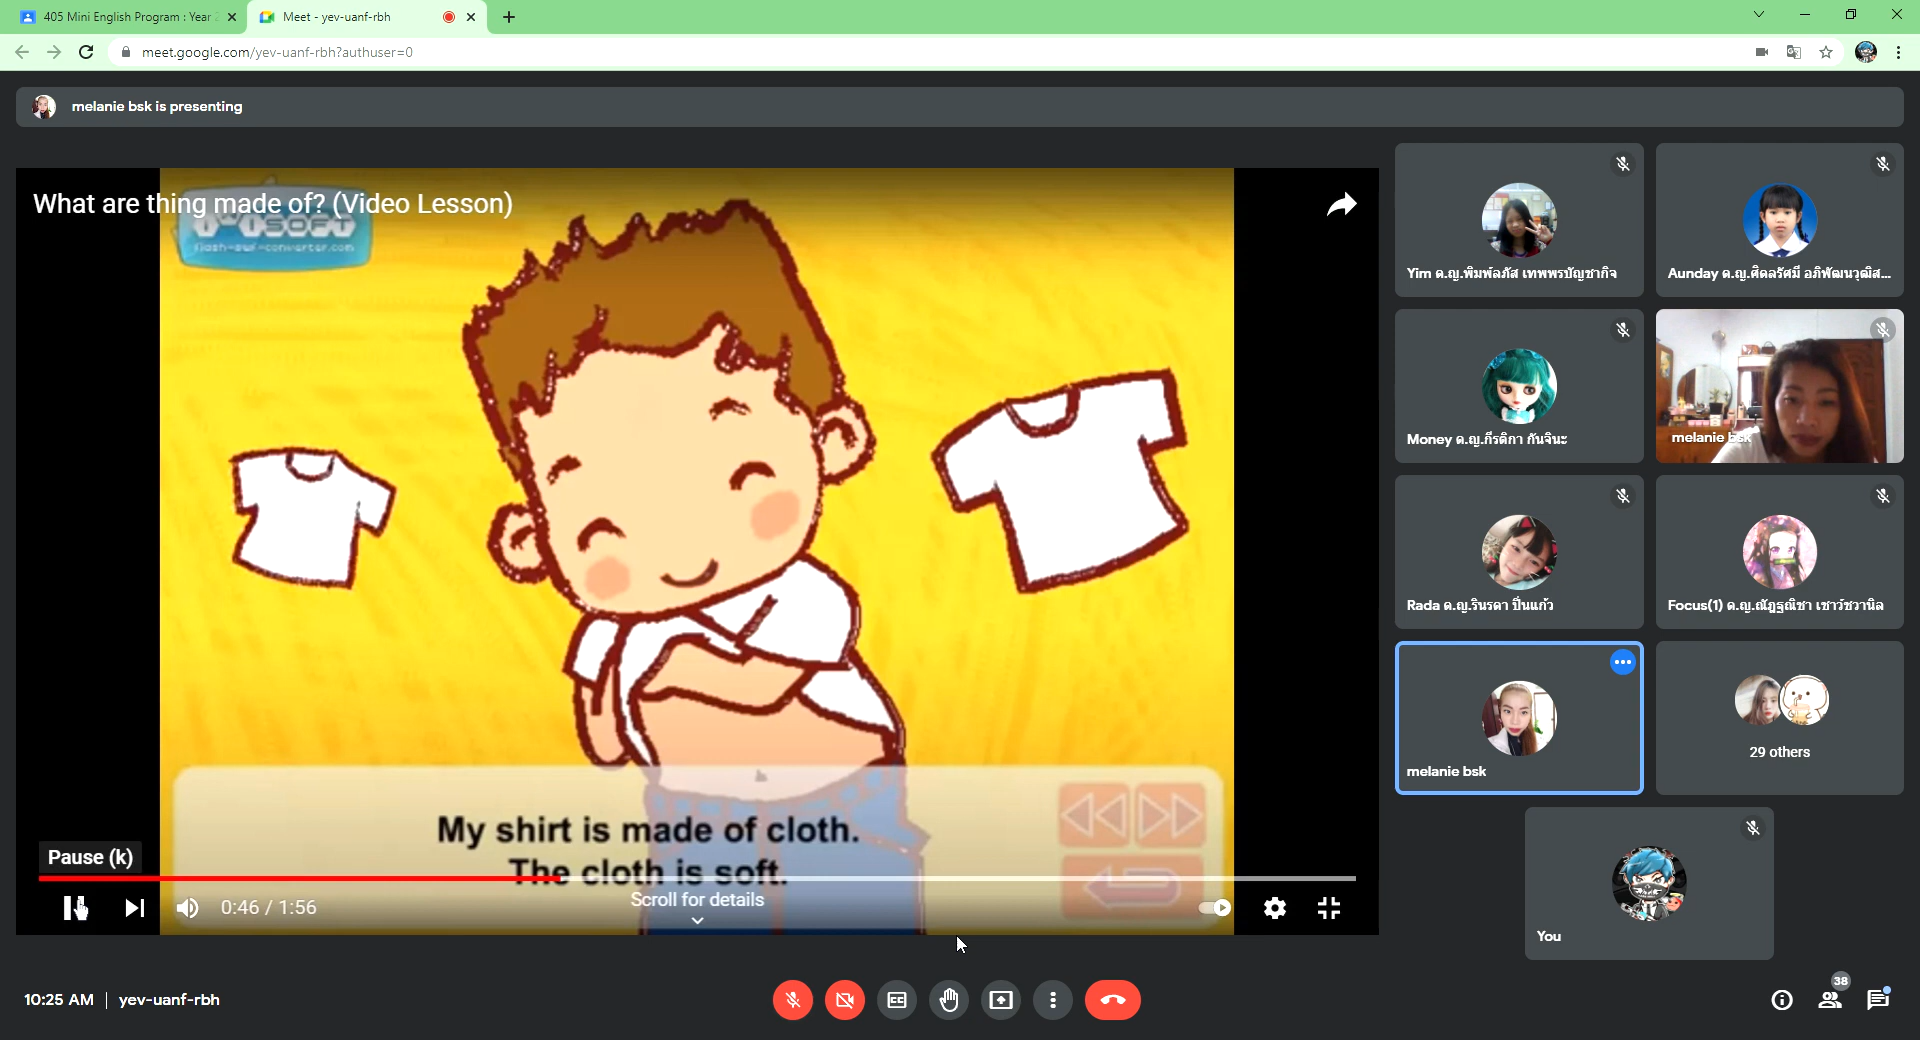 405 Mini English Program : Year 2
Meet - yev-uanf-rbh
meet.google.com/yev-uanf-rbh?authuser=0
melanie bsk is presenting
What are thing made of? (Video Lesson)
flash-swf-converter.com
My shirt is made of cloth.
The cloth is soft.
Pause (k)
0:46 / 1:56
Scroll for details
Yim ด.ญ.พิมพ์ลภัส เทพพรบัญชากิจ
Aunday ด.ญ.ศิตลรัศมี อภิพัฒนวุฒิส...
Money ด.ญ.กีรติกา กันจินะ
melanie bsk
Rada ด.ญ.รินรดา ปิ่นแก้ว
Focus(1) ด.ญ.ณัฎฐณิชา เชาว์ชวานิล
melanie bsk
29 others
You
10:25 AM | yev-uanf-rbh
38